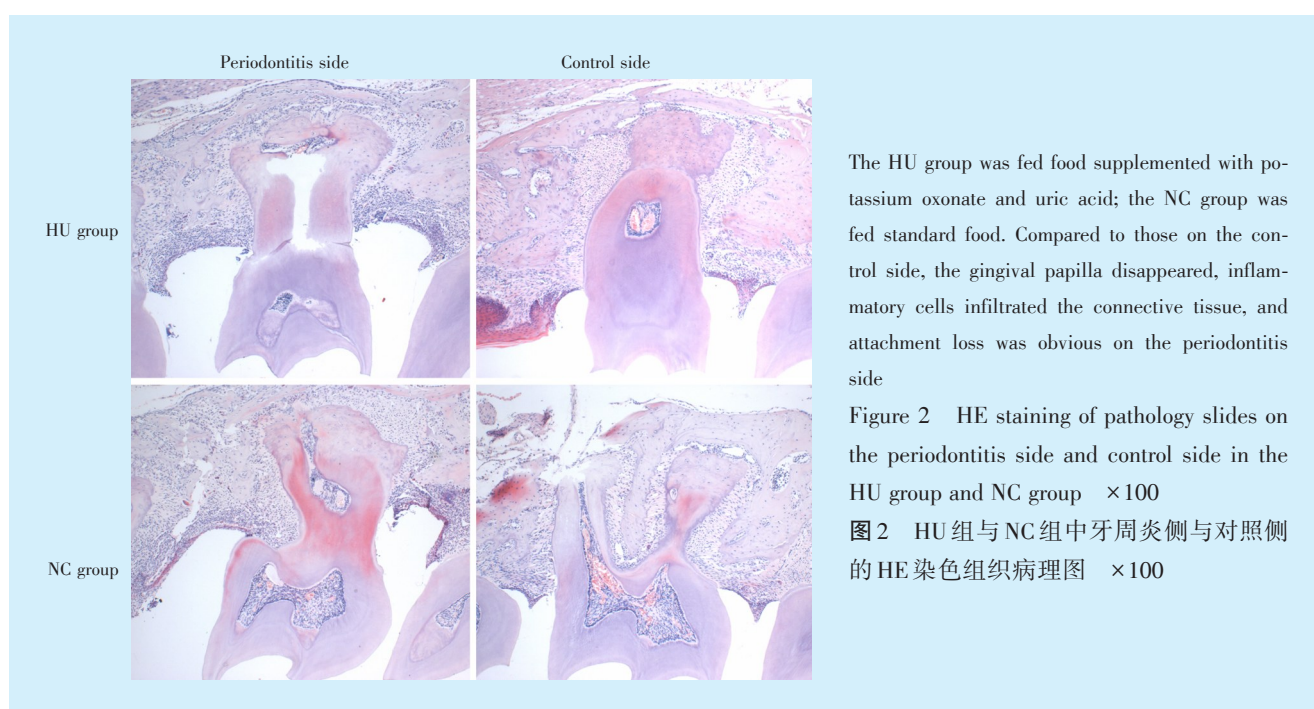 Periodontitis side
Control side
HU group
NC group
The HU group was fed food supplemented with po-
tassium oxonate and uric acid; the NC group was
fed standard food. Compared to those on the con-
trol side, the gingival papilla disappeared, inflam-
matory cells infiltrated the connective tissue, and
attachment loss was obvious on the periodontitis
side
Figure 2 HE staining of pathology slides on
the periodontitis side and control side in the
HU group and NC group ×100
图2 HU组与NC组中牙周炎侧与对照侧
的HE染色组织病理图 ×100